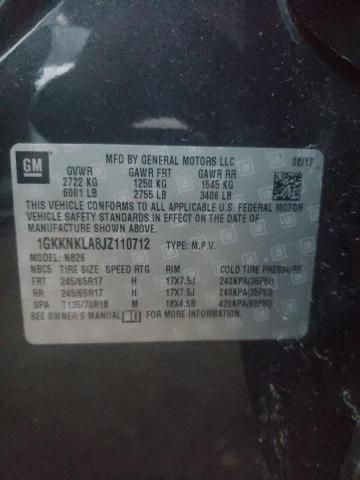 GM
MFD BY GENERAL MOTORS LLC 08/17
GVWR GAWR FRT GAWR RR
2722 KG 1250 KG 1545 KG
6001 LB 2755 LB 3406 LB
THIS VEHICLE CONFORMS TO ALL APPLICABLE U.S. FEDERAL MOTOR
VEHICLE SAFETY STANDARDS IN EFFECT ON THE DATE OF
MANUFACTURE SHOWN ABOVE.
1GKKNKLA8JZ110712 TYPE: M.P.V.
MODEL: NB26
NBC5 TIRE SIZE SPEED RTG RIM COLD TIRE PRESSURE
FRT 245/65R17 H 17X7.5J 240KPA(35PSI)
RR 245/65R17 H 17X7.5J 240KPA(35PSI)
SPA T135/70R18 M 18X4.5B 420KPA(60PSI)
SEE OWNER'S MANUAL FOR ADDITIONAL INFORMATION